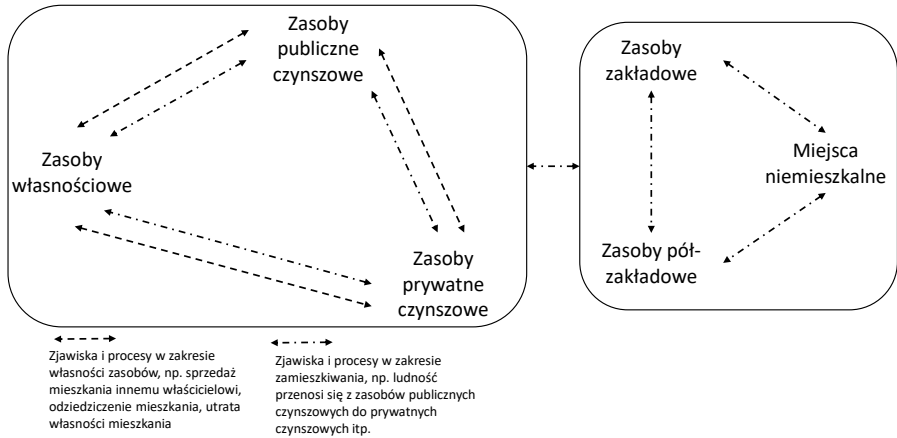 Zasoby
publiczne
czynszowe
Zasoby
własnościowe
Zasoby
prywatne
czynszowe
Zasoby
zakładowe
Miejsca
niemieszkalne
Zasoby pół-
zakładowe
Zjawiska i procesy w zakresie
własności zasobów, np. sprzedaż
mieszkania innemu właścicielowi,
odziedziczenie mieszkania, utrata
własności mieszkania
Zjawiska i procesy w zakresie
zamieszkiwania, np. ludność
przenosi się z zasobów publicznych
czynszowych do prywatnych
czynszowych itp.